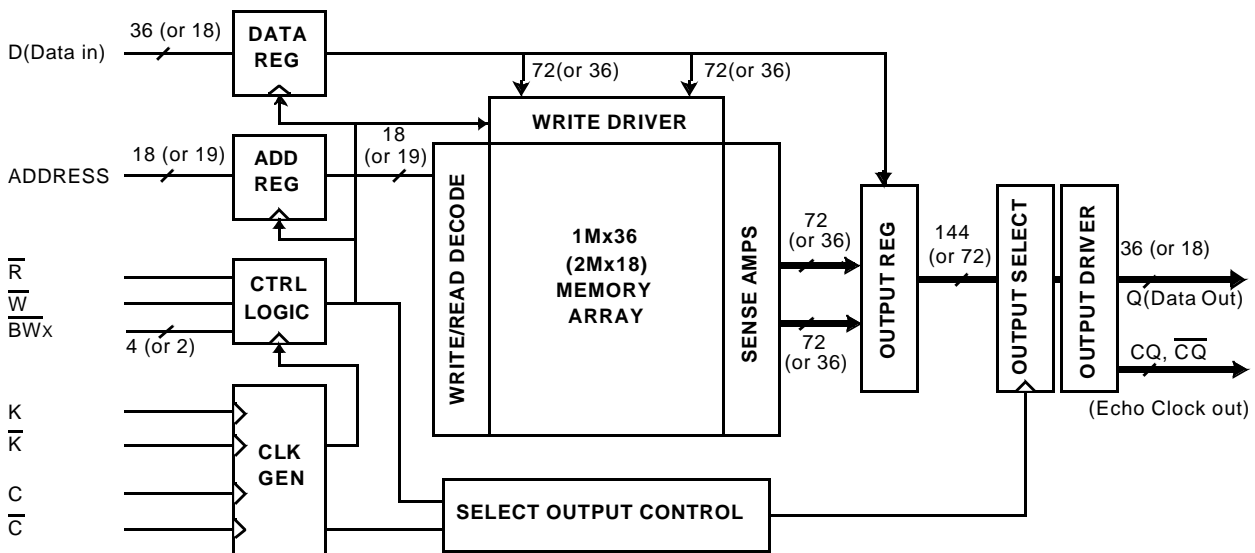 36 (or 18)
D(Data in)
DATA
REG
72(or 36)
72(or 36)
WRITE DRIVER
18 (or 19)
ADDRESS
ADD
REG
18
(or 19)
WRITE/READ DECODE
1Mx36
(2Mx18)
MEMORY
ARRAY
SENSE AMPS
72
(or 36)
72
(or 36)
OUTPUT REG
144
(or 72)
OUTPUT SELECT
OUTPUT DRIVER
36 (or 18)
Q(Data Out)
CQ, C̅Q̅
(Echo Clock out)
R̅
W̅
B̅W̅X
4 (or 2)
CTRL
LOGIC
K
K̅
C
C̅
CLK
GEN
SELECT OUTPUT CONTROL